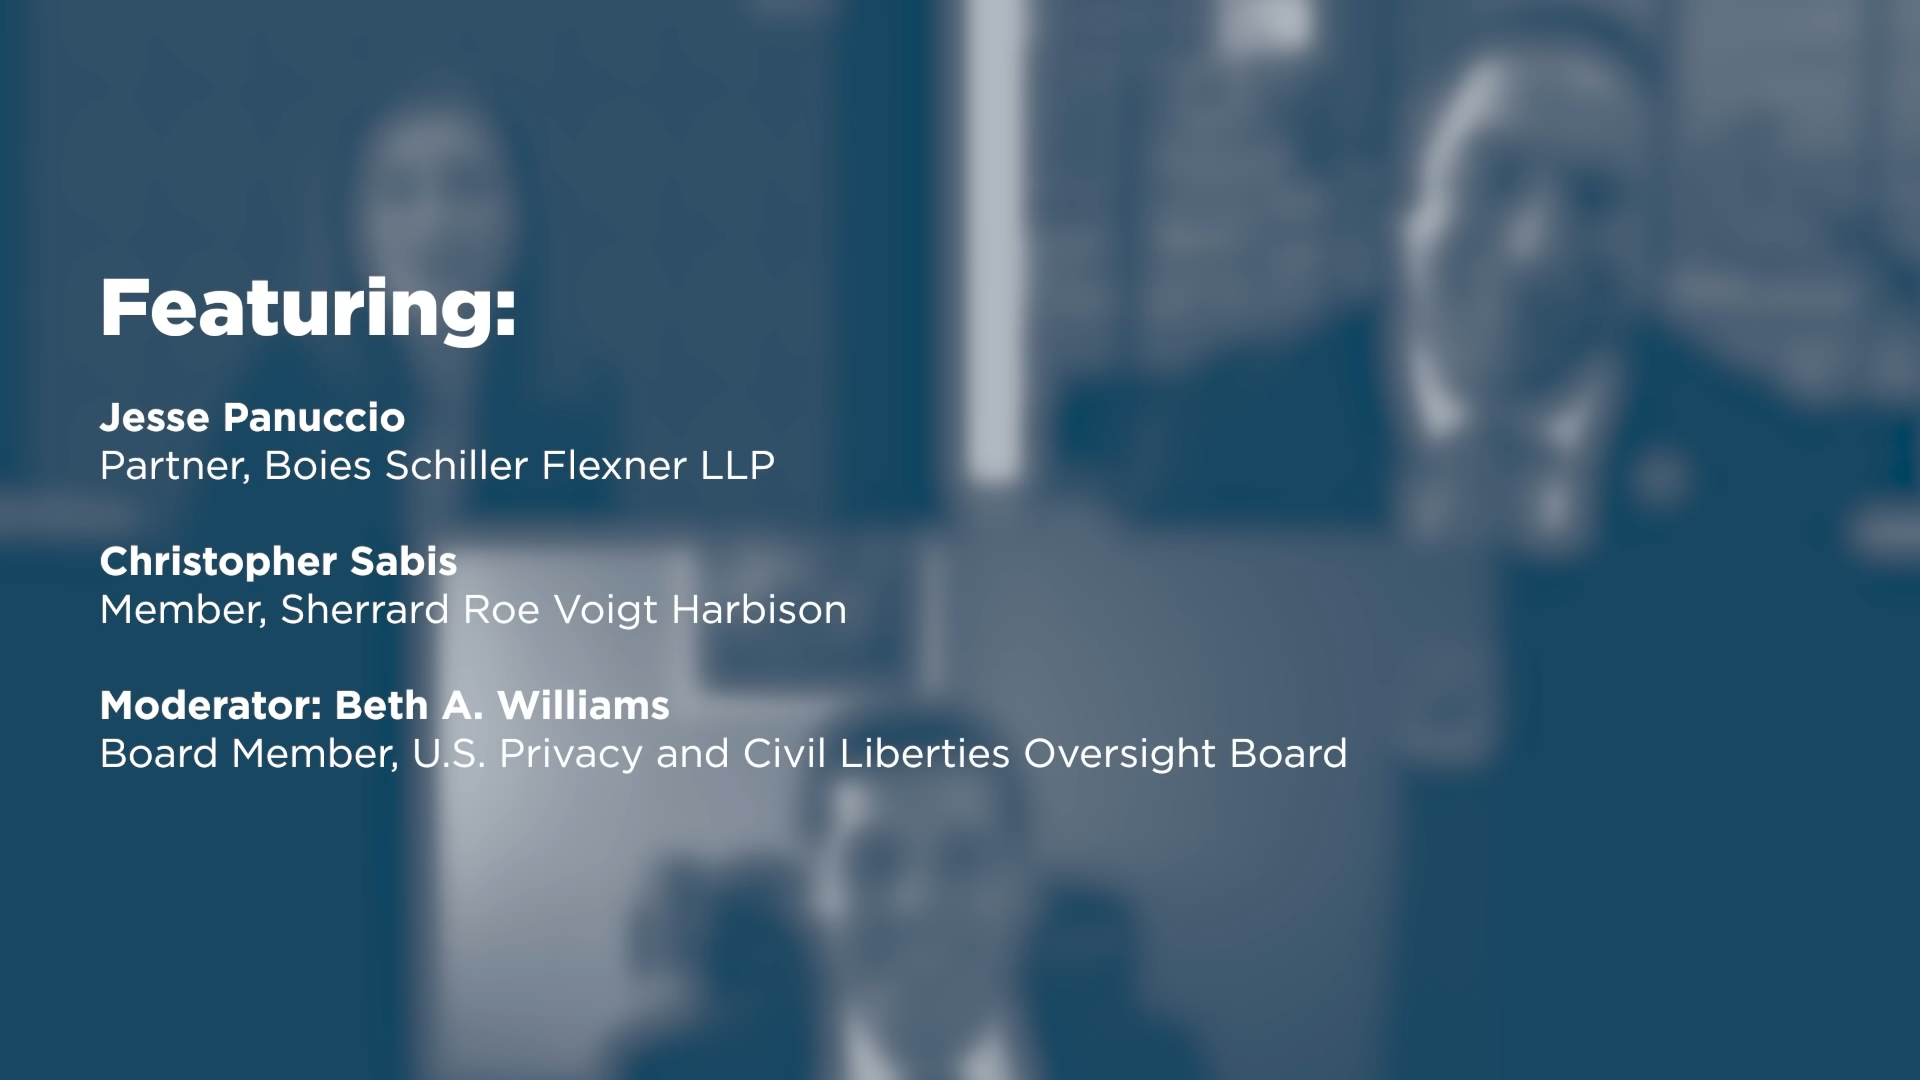 Featuring:
Jesse Panuccio
Partner, Boies Schiller Flexner LLP
Christopher Sabis
Member, Sherrard Roe Voigt Harbison
Moderator: Beth A. Williams
Board Member, U.S. Privacy and Civil Liberties Oversight Board